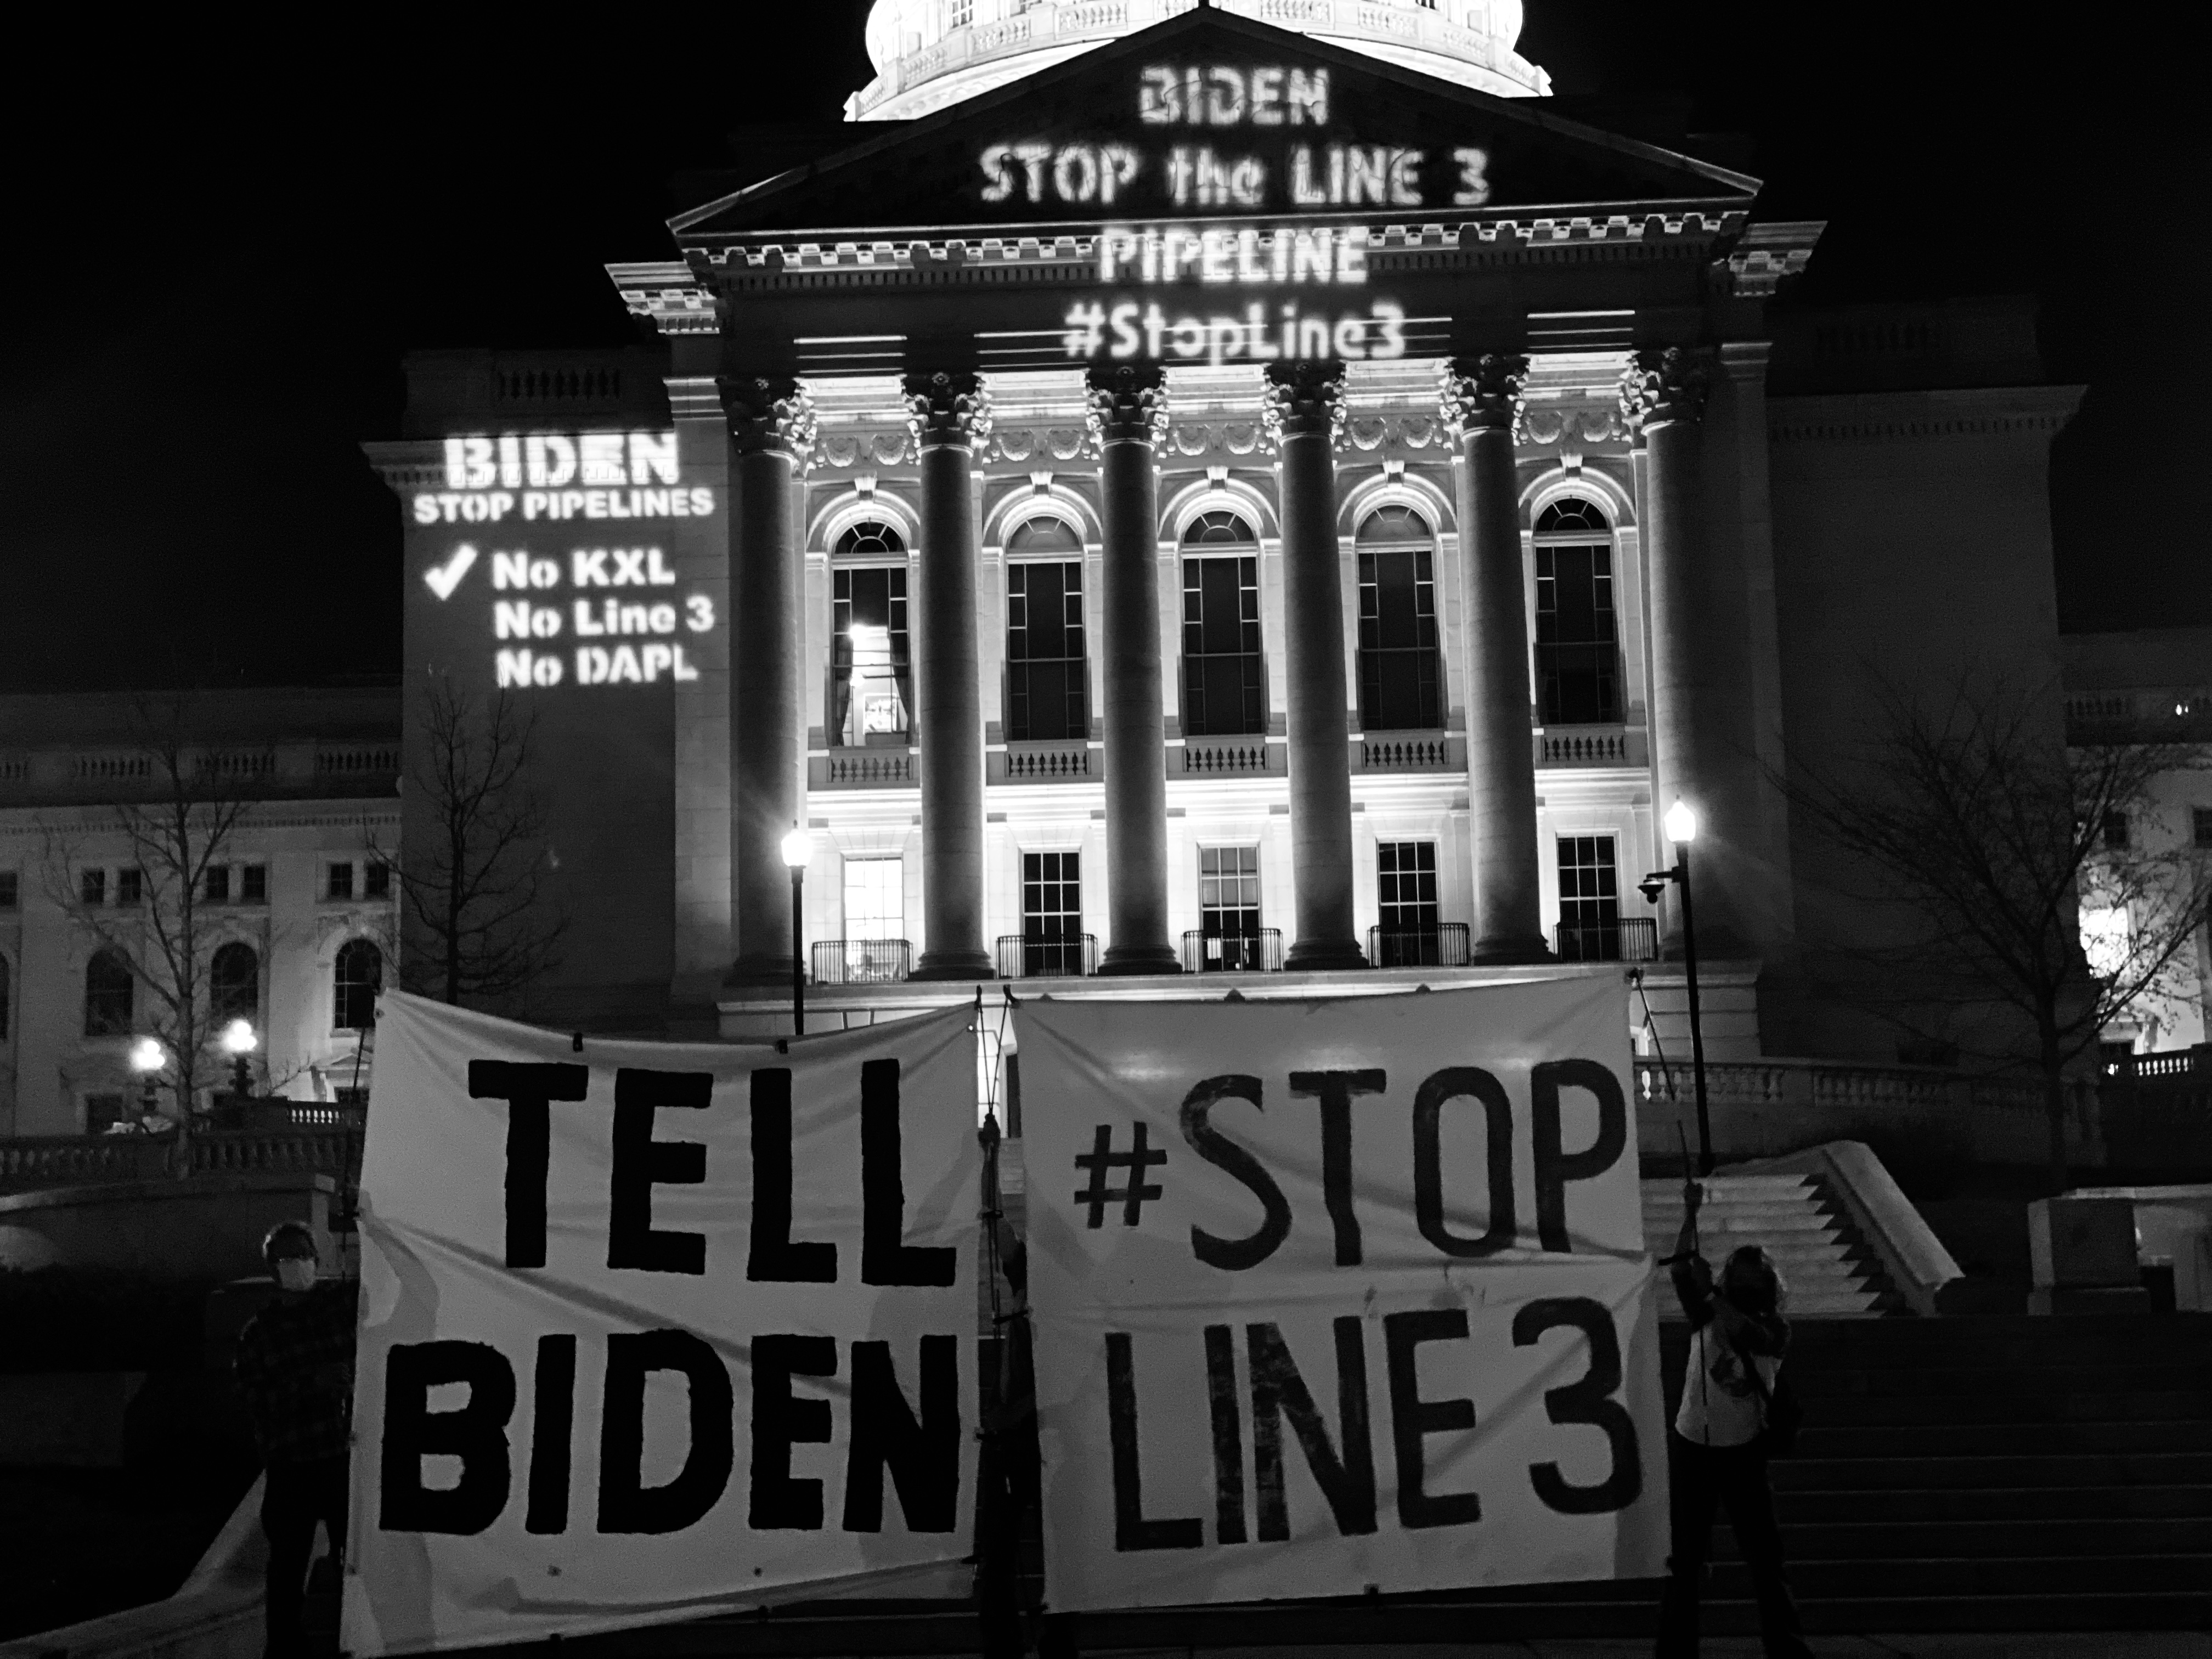 BIDEN
STOP the LINE 3
PIPELINE
#StopLine3
BIDEN
STOP PIPELINES
✓ No KXL
No Line 3
No DAPL
TELL
BIDEN
#STOP
LINE 3